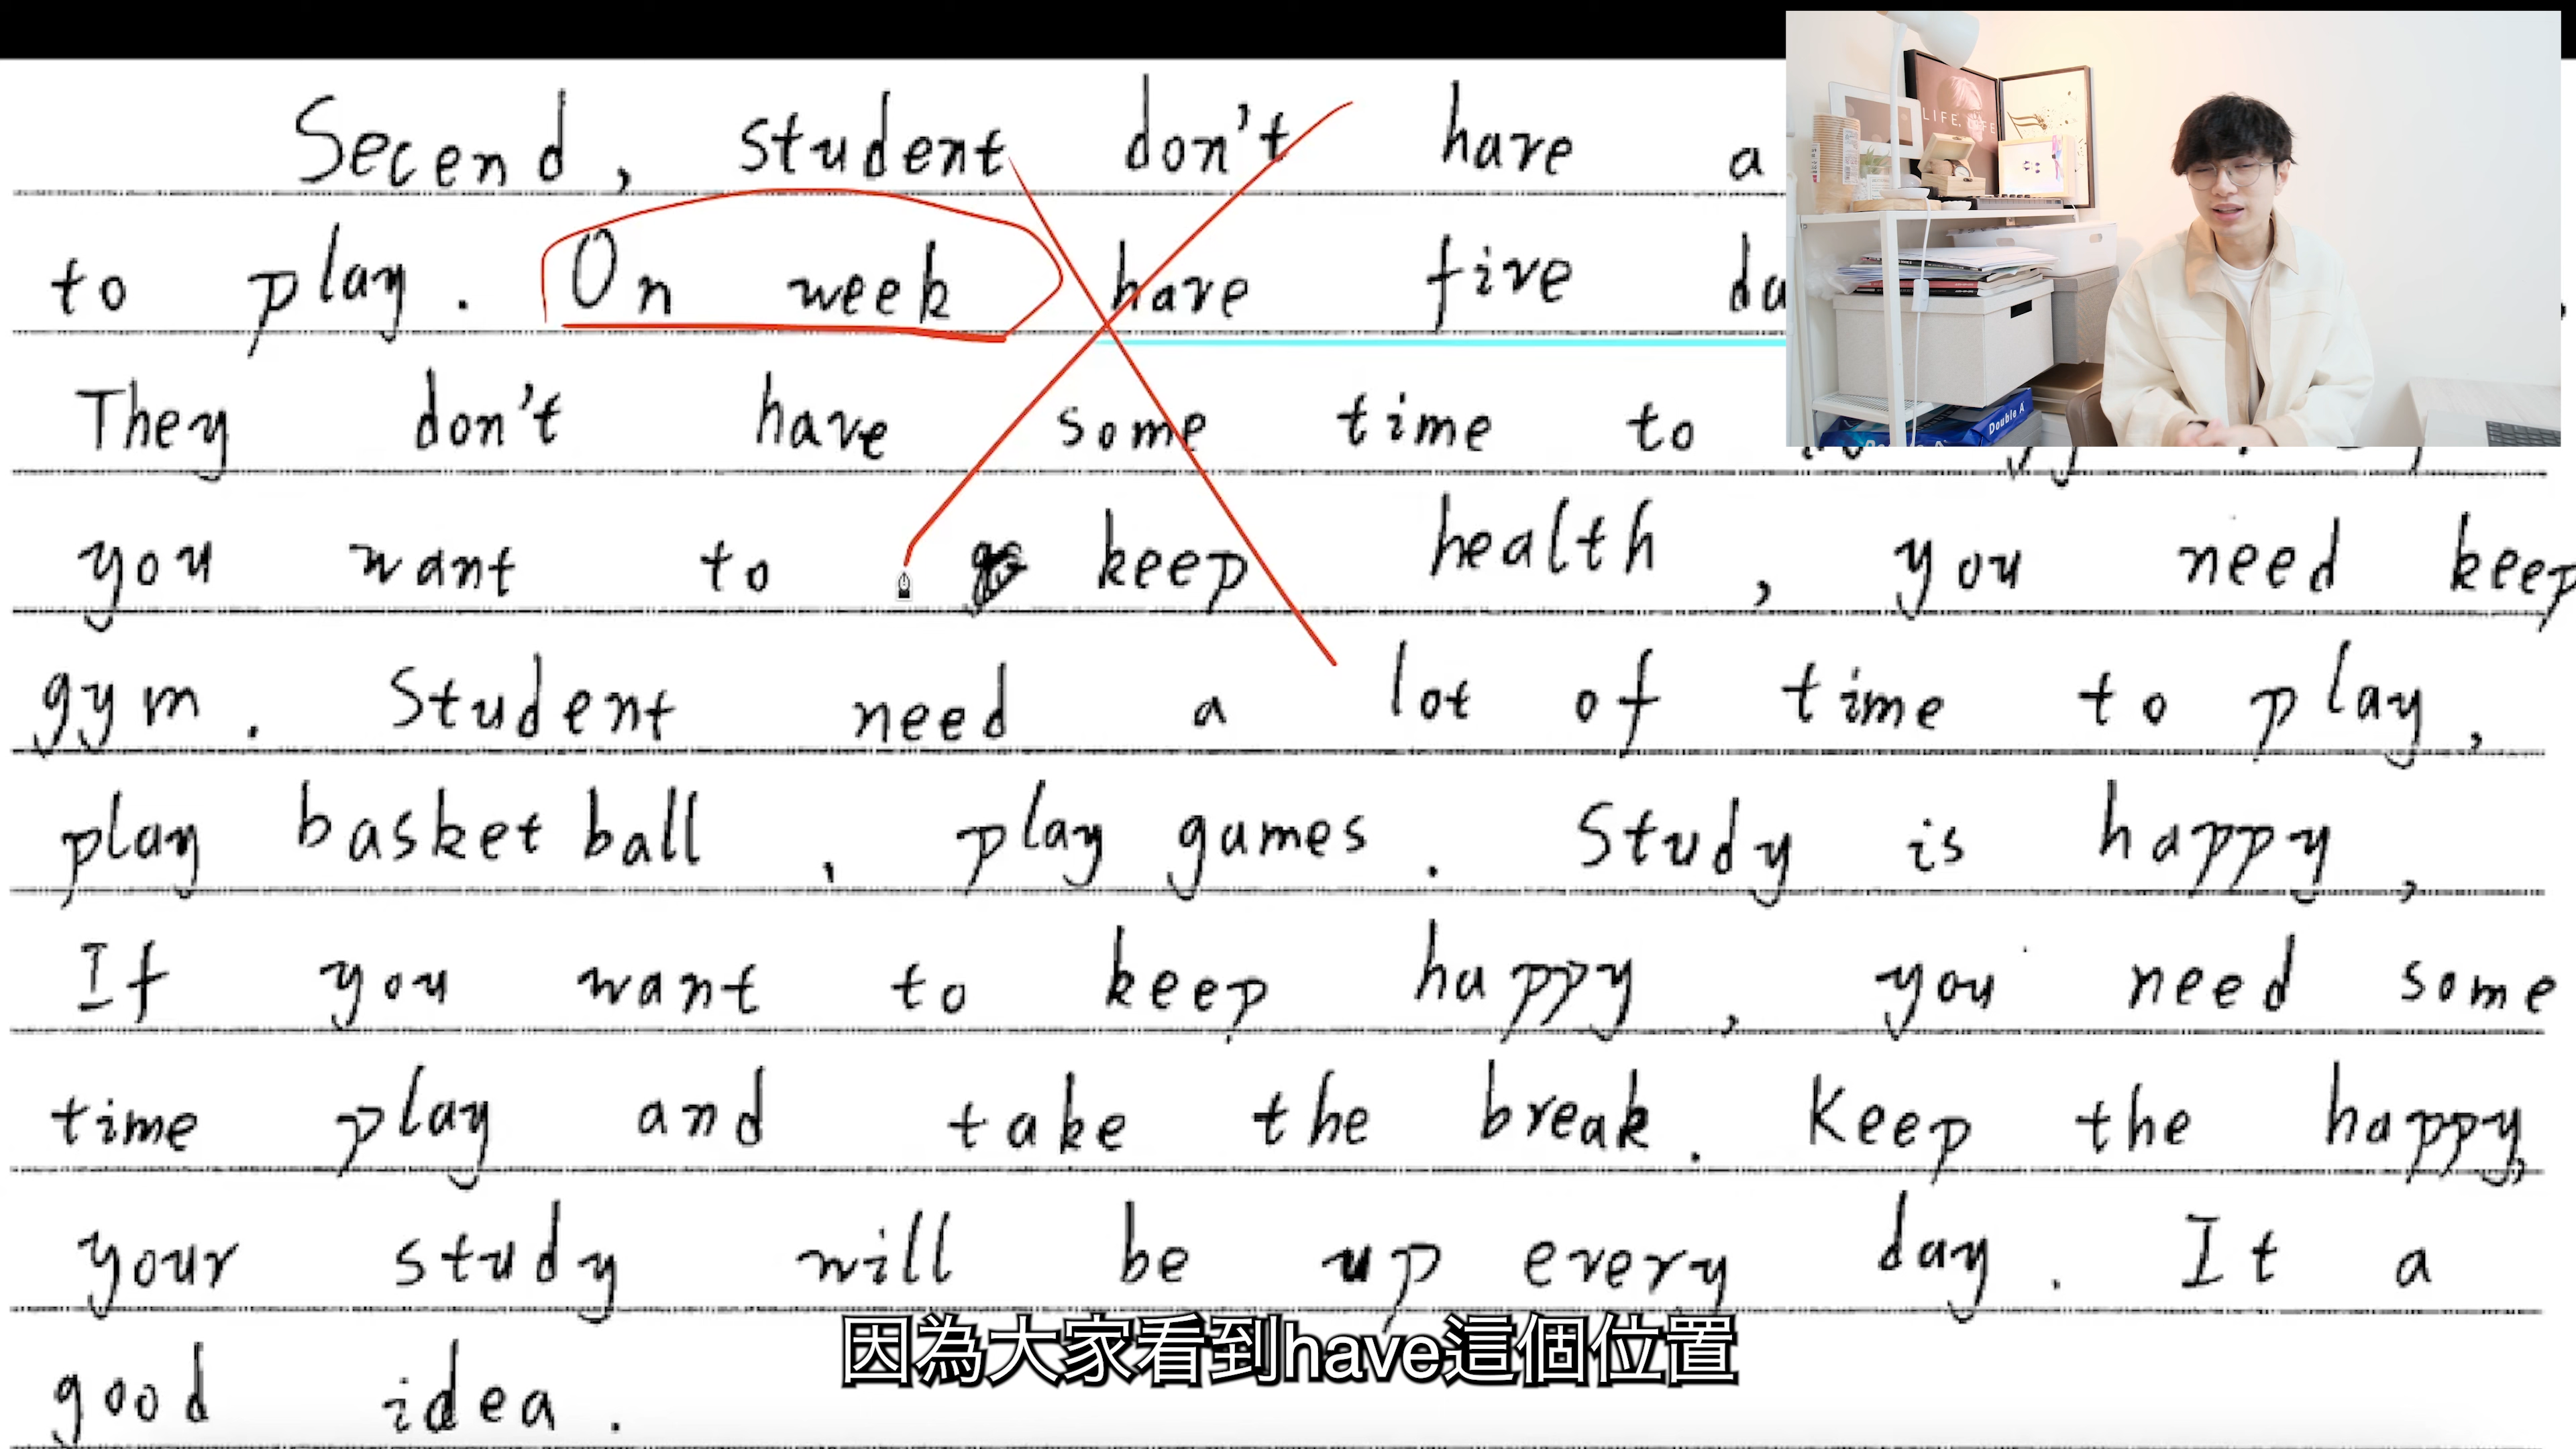 Secend, student don't have a
to play. On week have five
They don't have some time to
you want to keep health, you need keep
gym. Student need a lot of time to play,
play basketball, play games. Study is happy,
If you want to keep happy, you need some
time play and take the break. Keep the happy,
your study will be up every day. It a
good idea.
LIFE,
Double A
因為大家看到have這個位置